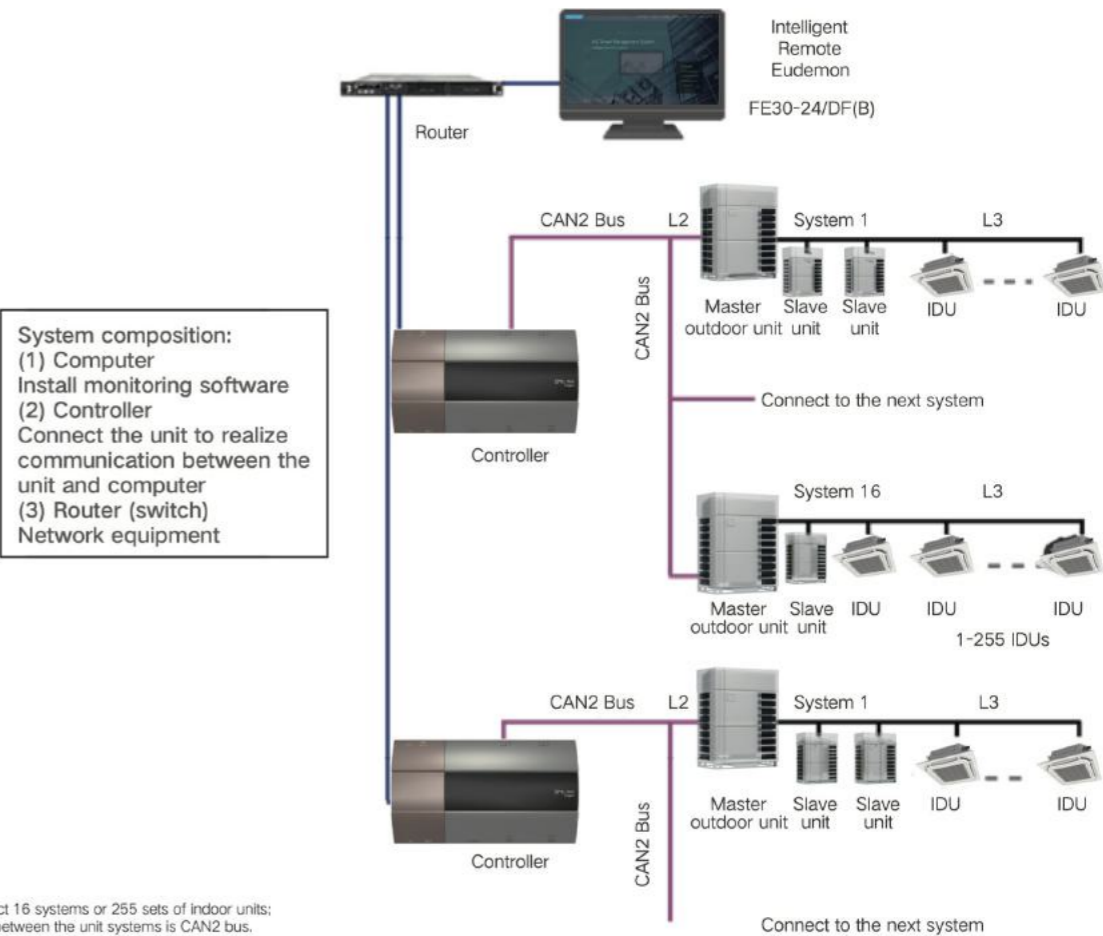 Intelligent
Remote
Eudemon
FE30-24/DF(B)
Router
CAN2 Bus L2 System 1 L3
CAN2 Bus
Master Slave Slave IDU IDU
outdoor unit unit unit
System composition:
(1) Computer
Install monitoring software
(2) Controller
Connect the unit to realize
communication between the
unit and computer
(3) Router (switch)
Network equipment
Connect to the next system
Controller
System 16 L3
Master Slave IDU IDU IDU
outdoor unit unit
1-255 IDUs
CAN2 Bus L2 System 1 L3
Master Slave Slave IDU IDU
outdoor unit unit unit
CAN2 Bus
Controller
16 systems or 255 sets of indoor units;
between the unit systems is CAN2 bus.
Connect to the next system